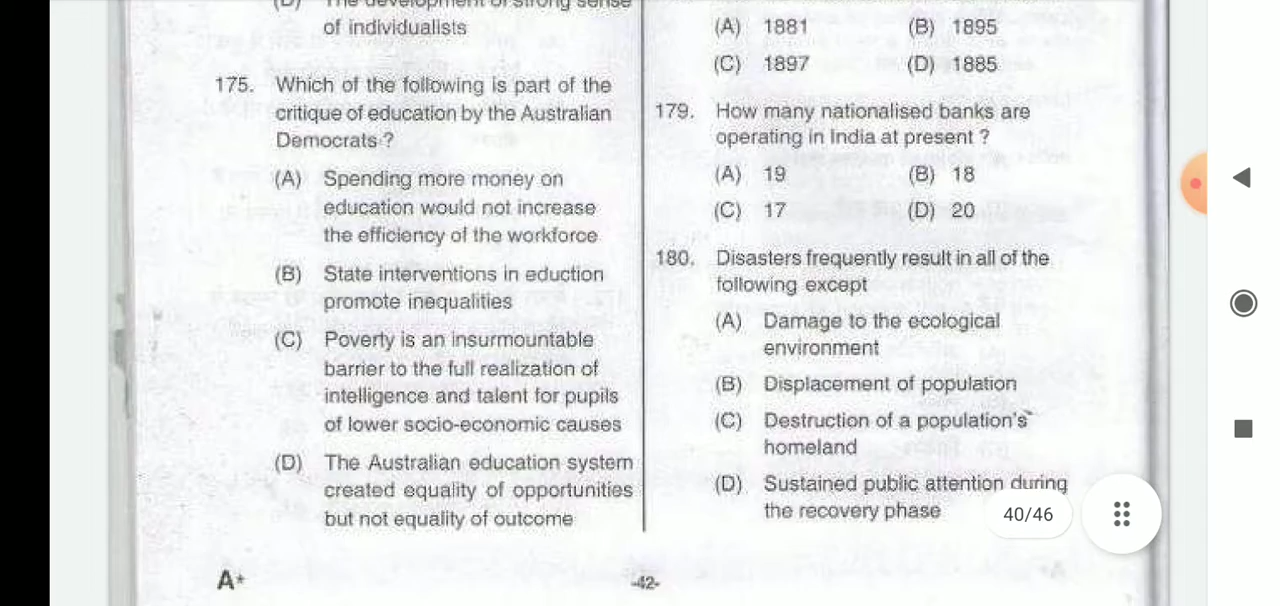 of individualists
175. Which of the following is part of the
critique of education by the Australian
Democrats ?
(A) Spending more money on
education would not increase
the efficiency of the workforce
(B) State interventions in eduction
promote inequalities
(C) Poverty is an insurmountable
barrier to the full realization of
intelligence and talent for pupils
of lower socio-economic causes
(D) The Australian education system
created equality of opportunities
but not equality of outcome
(A) 1881 (B) 1895
(C) 1897 (D) 1885
179. How many nationalised banks are
operating in India at present ?
(A) 19 (B) 18
(C) 17 (D) 20
180. Disasters frequently result in all of the
following except
(A) Damage to the ecological
environment
(B) Displacement of population
(C) Destruction of a population's
homeland
(D) Sustained public attention during
the recovery phase
40/46
A*
-42-